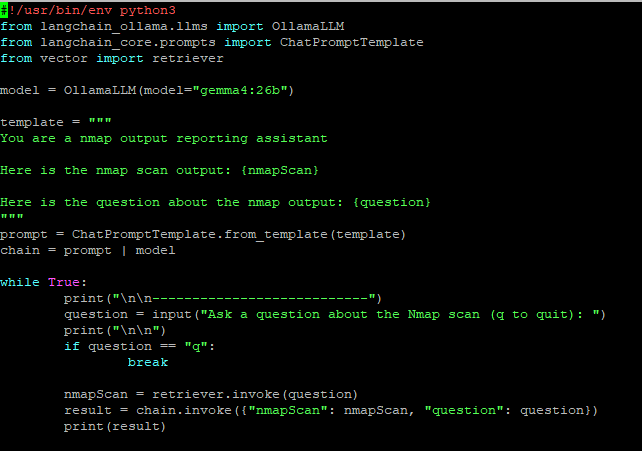 #!/usr/bin/env python3
from langchain_ollama.llms import OllamaLLM
from langchain_core.prompts import ChatPromptTemplate
from vector import retriever

model = OllamaLLM(model="gemma4:26b")

template = """
You are a nmap output reporting assistant

Here is the nmap scan output: {nmapScan}

Here is the question about the nmap output: {question}
"""
prompt = ChatPromptTemplate.from_template(template)
chain = prompt | model

while True:
        print("\n\n---------------------------")
        question = input("Ask a question about the Nmap scan (q to quit): ")
        print("\n\n")
        if question == "q":
                break

        nmapScan = retriever.invoke(question)
        result = chain.invoke({"nmapScan": nmapScan, "question": question})
        print(result)